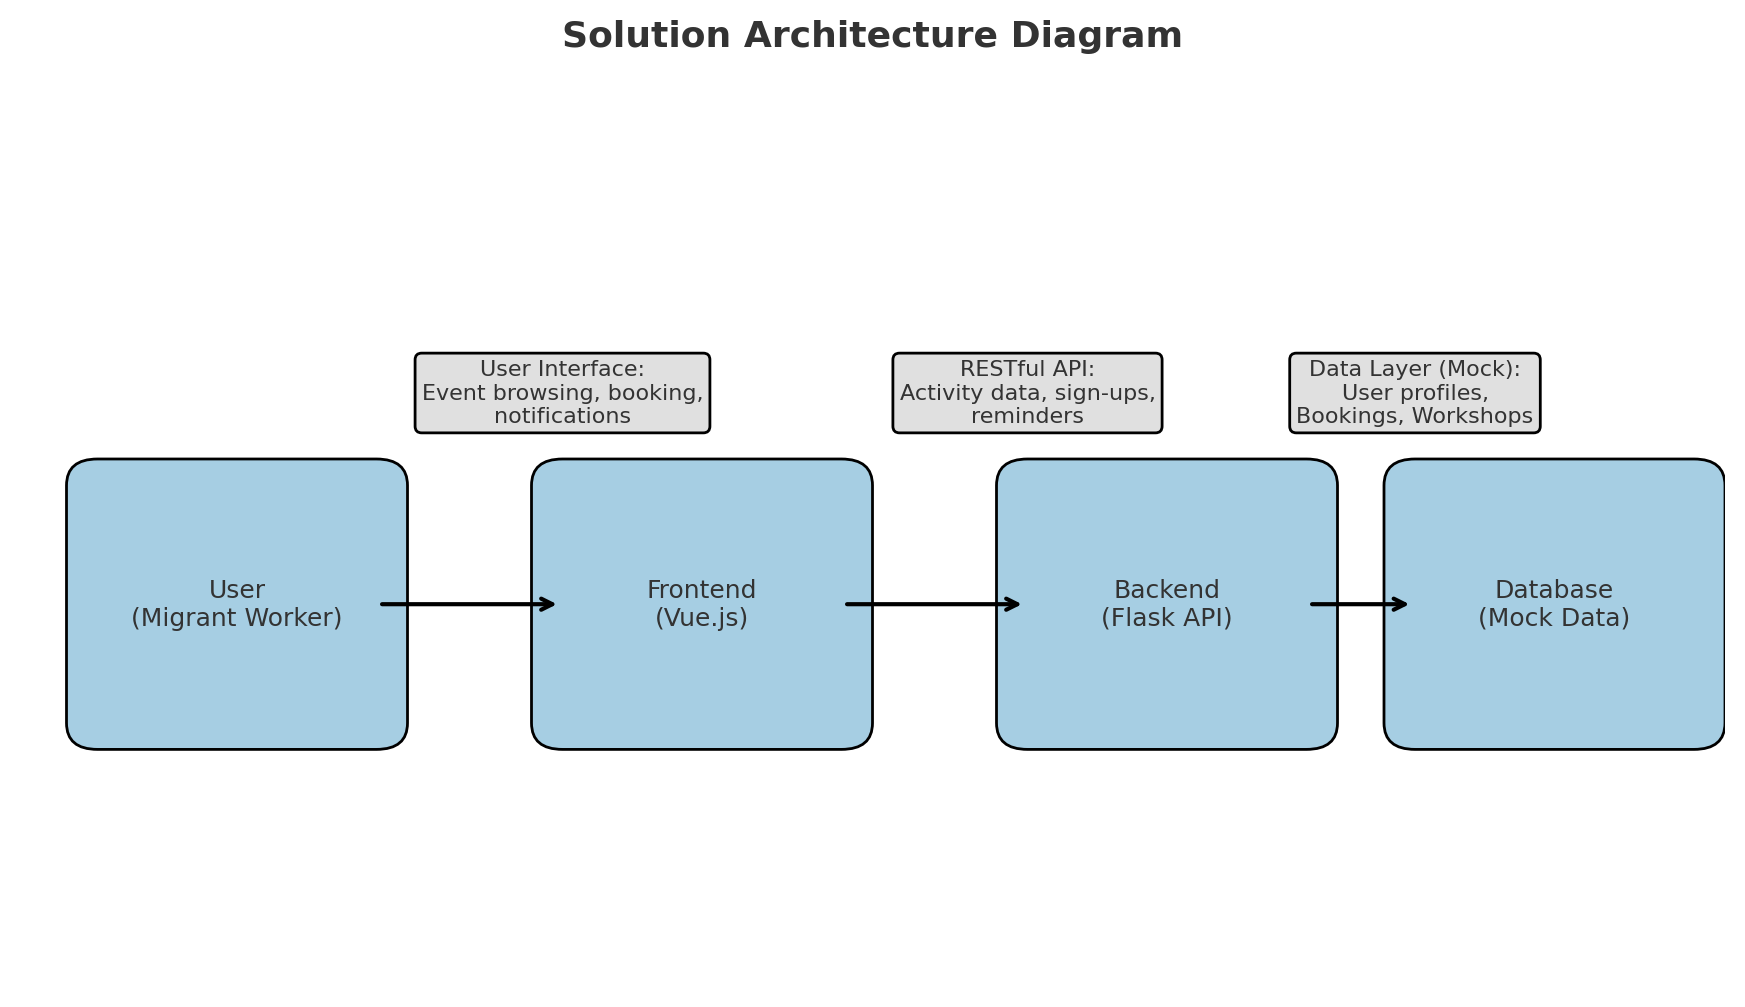 Solution Architecture Diagram
User Interface:
Event browsing, booking,
notifications
RESTful API:
Activity data, sign-ups,
reminders
Data Layer (Mock):
User profiles,
Bookings, Workshops
User
(Migrant Worker)
Frontend
(Vue.js)
Backend
(Flask API)
Database
(Mock Data)